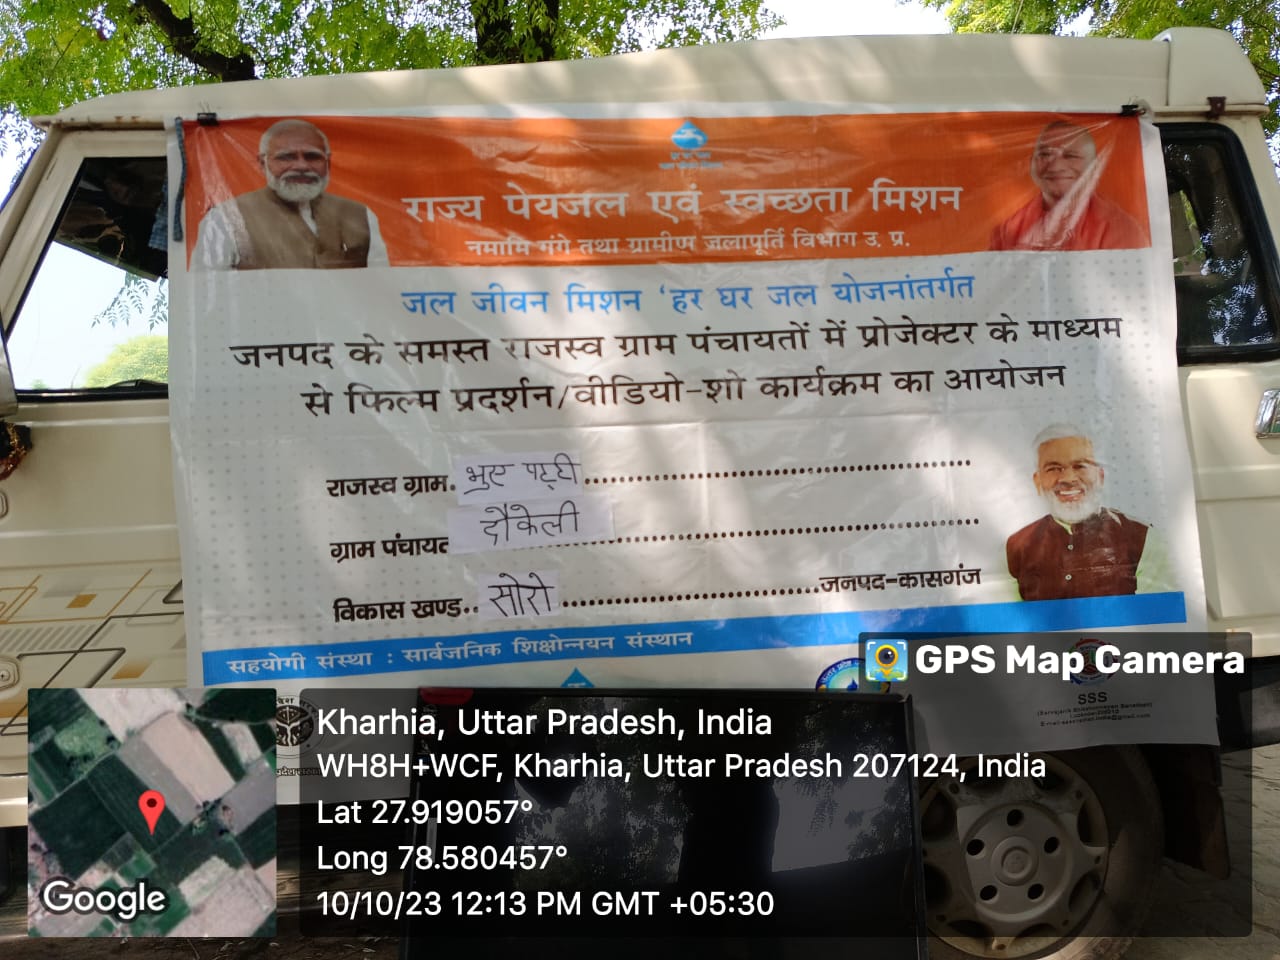 राज्य पेयजल एवं स्वच्छता मिशन
नमामि गंगे तथा ग्रामीण जलापूर्ति विभाग उ. प्र.
जल जीवन मिशन ‘हर घर जल योजनांतर्गत
जनपद के समस्त राजस्व ग्राम पंचायतों में प्रोजेक्टर के माध्यम
से फिल्म प्रदर्शन/वीडियो-शो कार्यक्रम का आयोजन
राजस्व ग्राम. भुए पट्टी
ग्राम पंचायत दौकेली
विकास खण्ड.. सोरो जनपद-कासगंज
सहयोगी संस्था : सार्वजनिक शिक्षोन्नयन संस्थान
GPS Map Camera
SSS
Kharhia, Uttar Pradesh, India
WH8H+WCF, Kharhia, Uttar Pradesh 207124, India
Lat 27.919057°
Long 78.580457°
10/10/23 12:13 PM GMT +05:30
Google